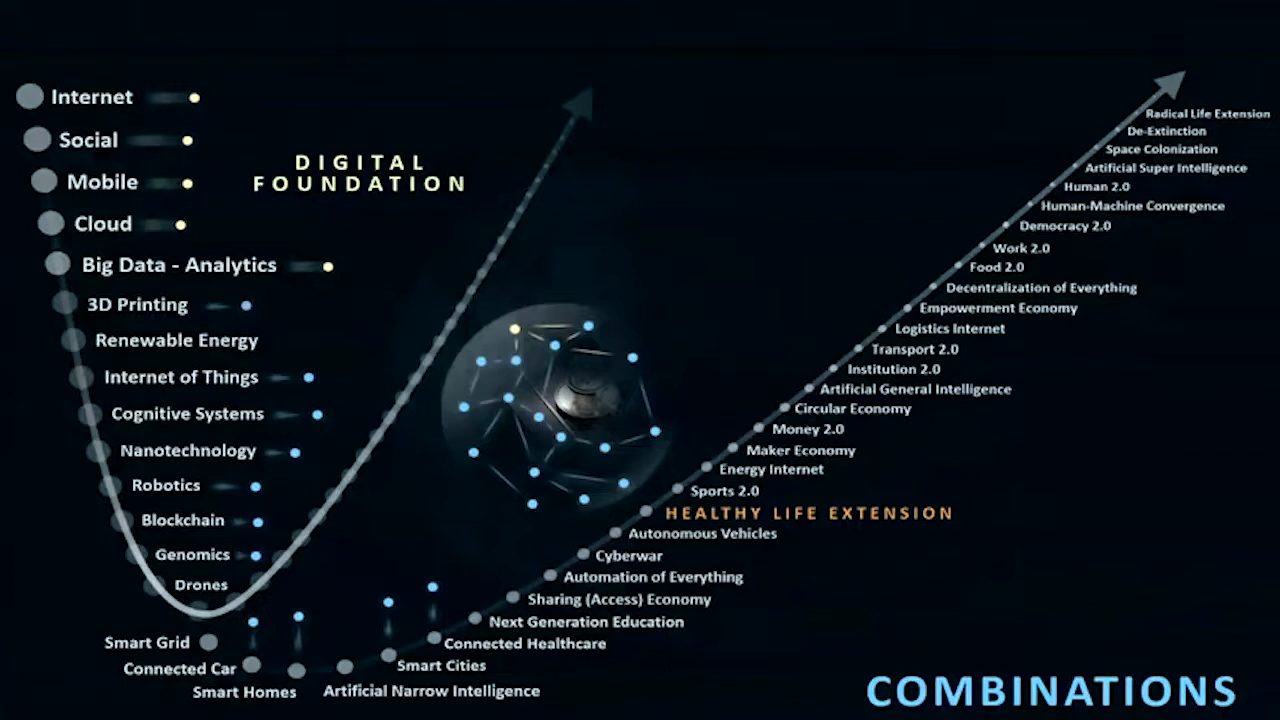 Internet
Social
Mobile
Cloud
Big Data - Analytics
3D Printing
Renewable Energy
Internet of Things
Cognitive Systems
Nanotechnology
Robotics
Blockchain
Genomics
Drones
Smart Grid
Connected Car
Smart Homes
DIGITAL
FOUNDATION
Artificial Narrow Intelligence
Smart Cities
Connected Healthcare
Next Generation Education
Sharing (Access) Economy
Automation of Everything
Cyberwar
Autonomous Vehicles
HEALTHY LIFE EXTENSION
Sports 2.0
Energy Internet
Maker Economy
Money 2.0
Circular Economy
Artificial General Intelligence
Institution 2.0
Transport 2.0
Logistics Internet
Empowerment Economy
Decentralization of Everything
Food 2.0
Work 2.0
Democracy 2.0
Human-Machine Convergence
Human 2.0
Artificial Super Intelligence
Space Colonization
De-Extinction
Radical Life Extension
COMBINATIONS